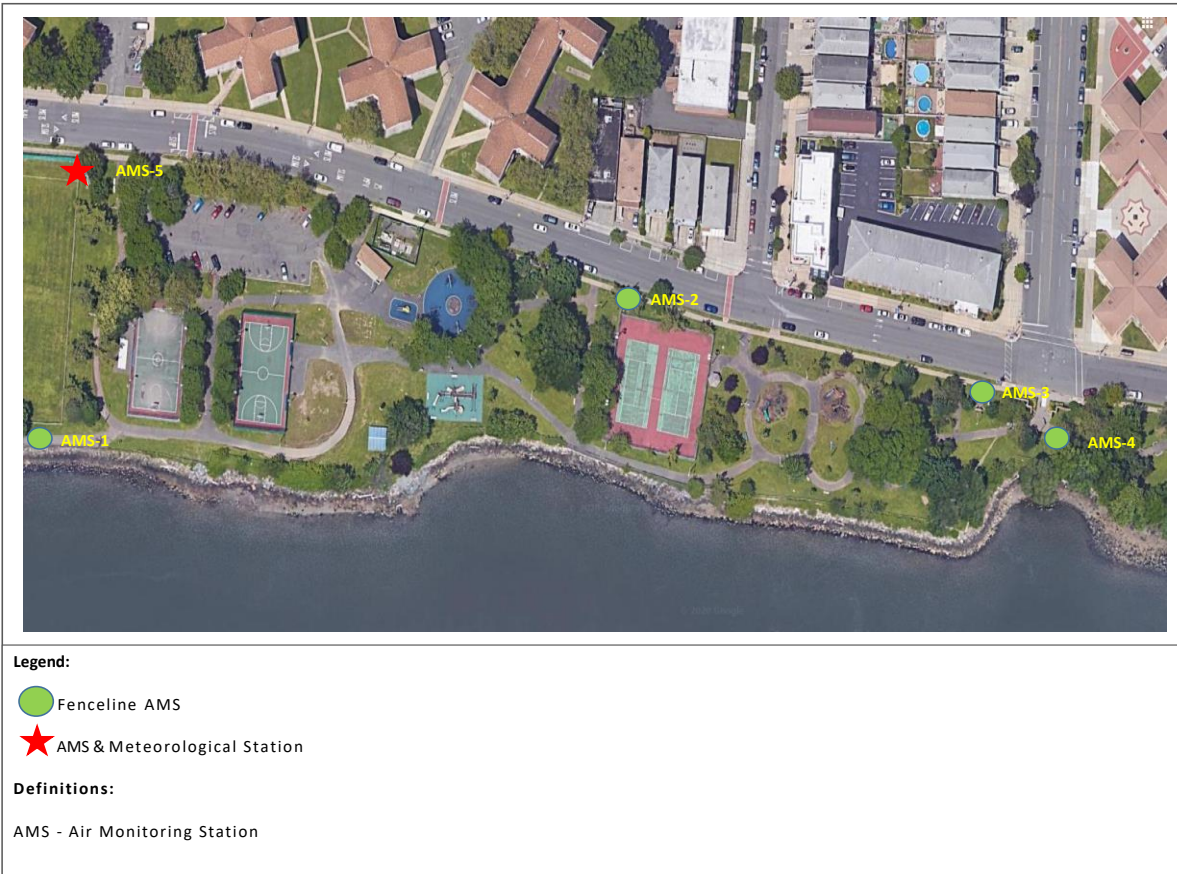 AMS-5
AMS-2
AMS-3
AMS-1
AMS-4
Legend:
Fenceline AMS
AMS & Meteorological Station
Definitions:
AMS - Air Monitoring Station